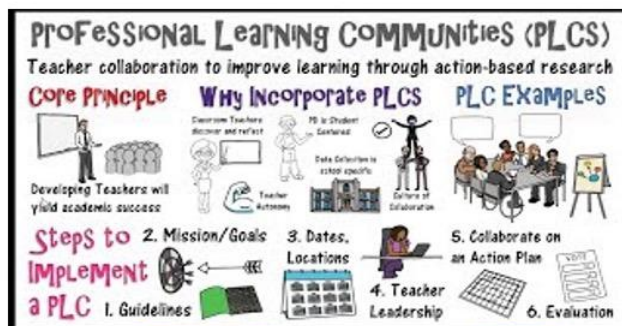 Professional Learning Communities (PLCs)
Teacher collaboration to improve learning through action-based research
Core Principle
Developing Teachers will
yield academic success
Why Incorporate PLCs
Classroom Teachers
discover and reflect
PD is Student
Centered
Data Collection is
school specific
Teacher
Autonomy
Culture of
Collaboration
PLC Examples
Steps to
Implement
a PLC
1. Guidelines
2. Mission/Goals
3. Dates,
Locations
4. Teacher
Leadership
5. Collaborate on
an Action Plan
6. Evaluation
VOTE